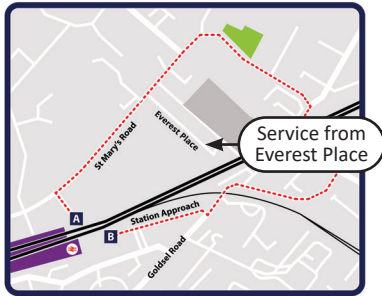 St Mary's Road
Everest Place
Service from
Everest Place
A
B
Station Approach
Goldsel Road